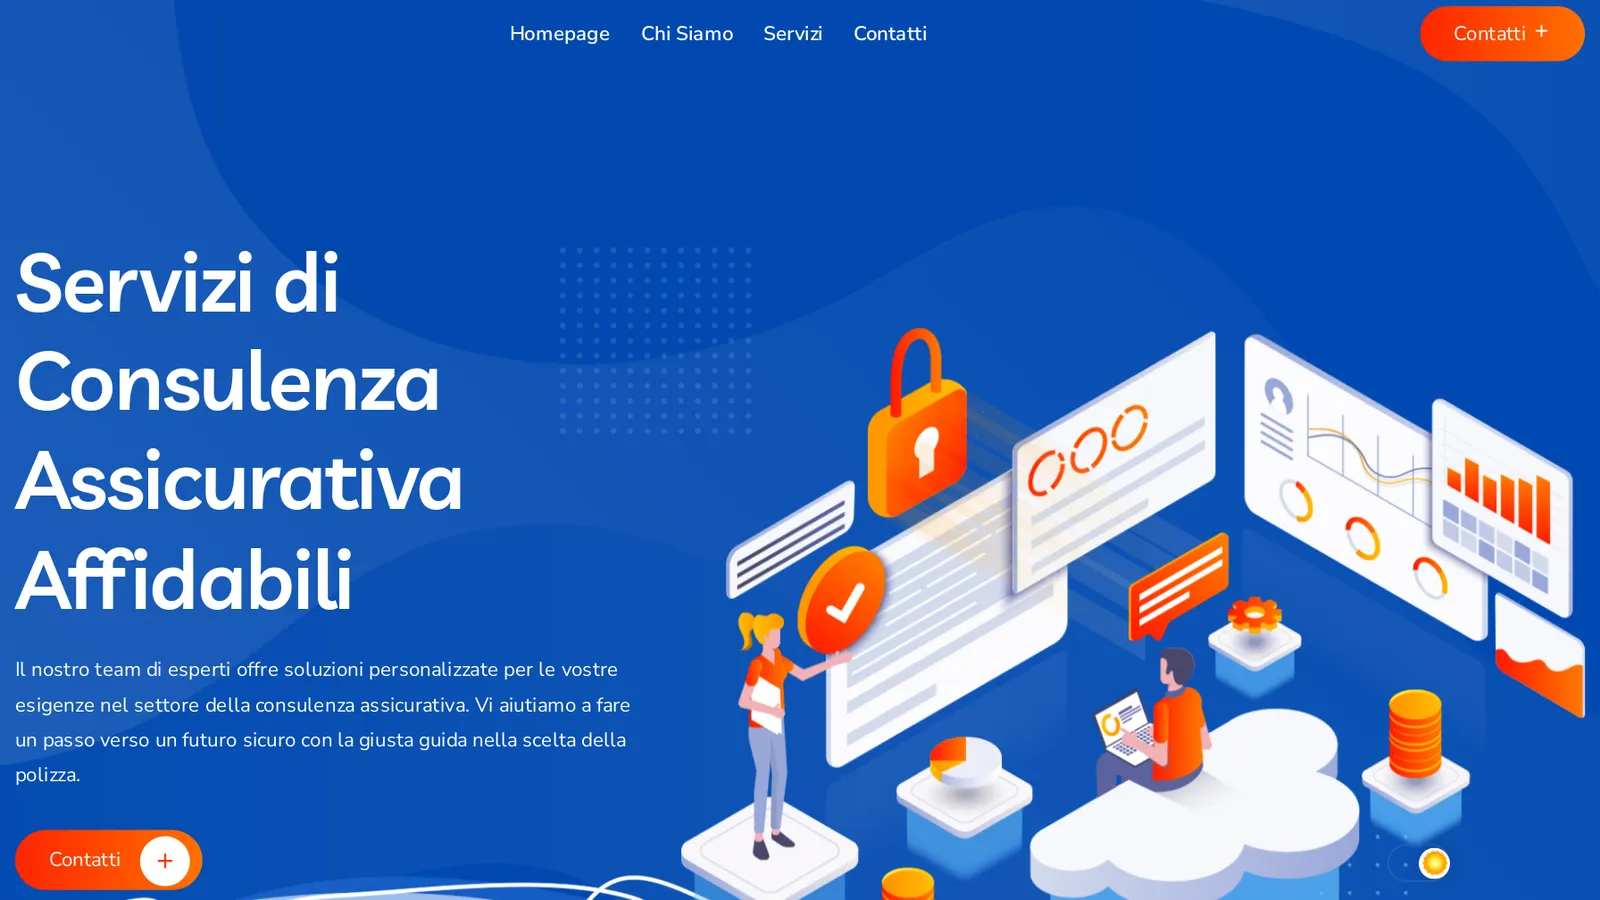 Homepage
Chi Siamo
Servizi
Contatti
Contatti +
Servizi di
Consulenza
Assicurativa
Affidabili
Il nostro team di esperti offre soluzioni personalizzate per le vostre
esigenze nel settore della consulenza assicurativa. Vi aiutiamo a fare
un passo verso un futuro sicuro con la giusta guida nella scelta della
polizza.
Contatti +